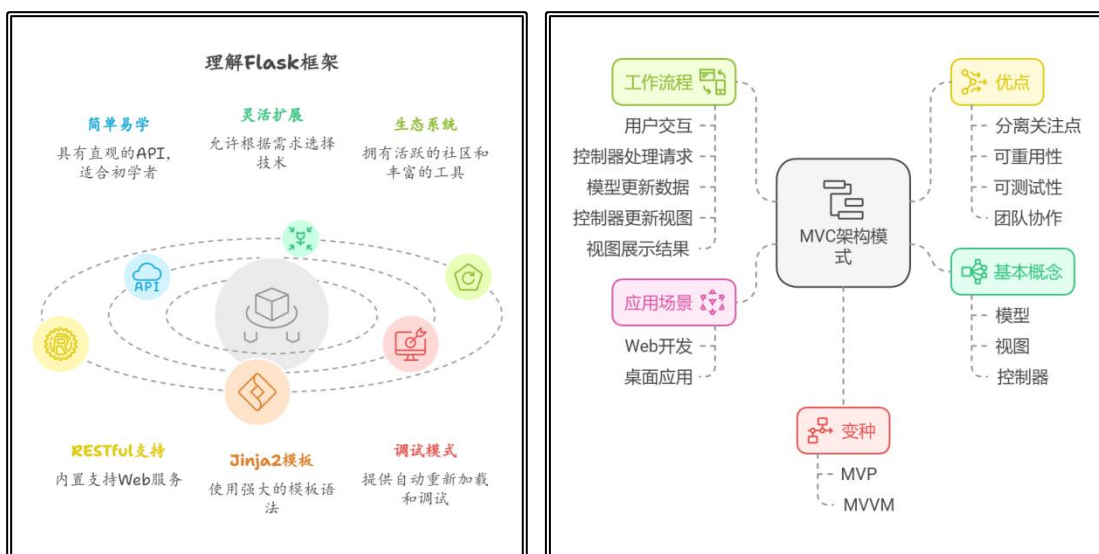 理解Flask框架
简单易学
具有直观的API，
适合初学者
灵活扩展
允许根据需求选择
技术
生态系统
拥有活跃的社区和
丰富的工具
API
R
RESTful支持
内置支持Web服务
Jinja2模板
使用强大的模板语
法
调试模式
提供自动重新加载
和调试
工作流程
用户交互
控制器处理请求
模型更新数据
控制器更新视图
视图展示结果
应用场景
Web开发
桌面应用
MVC架构模
式
优点
分离关注点
可重用性
可测试性
团队协作
基本概念
模型
视图
控制器
变种
MVP
MVVM